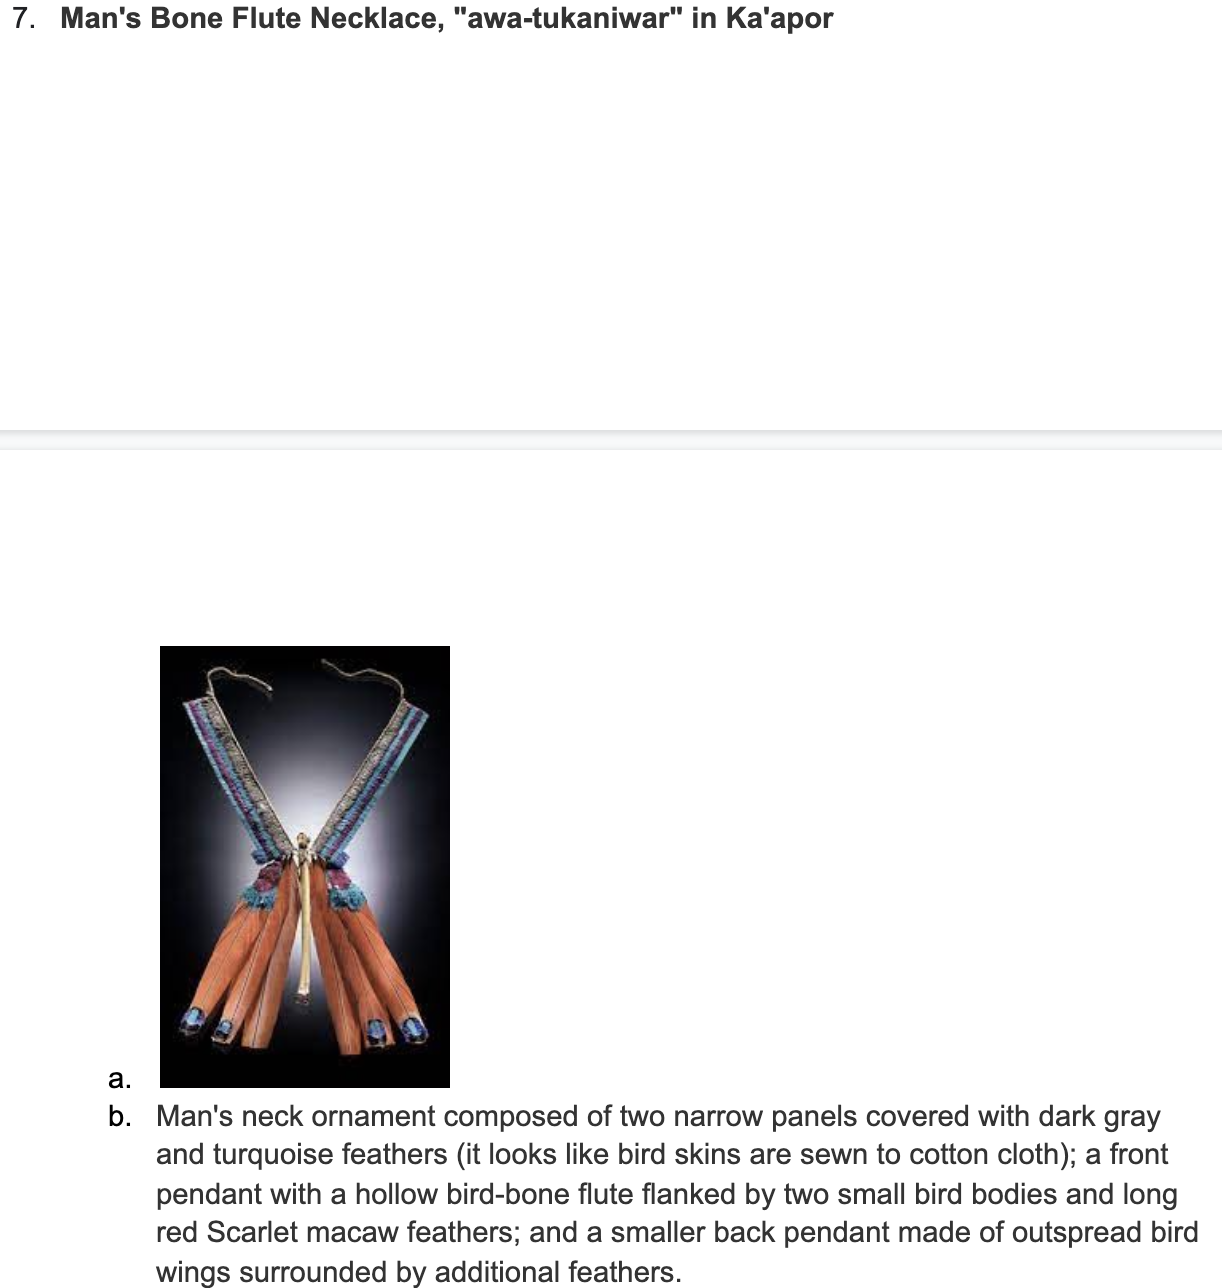 7. Man's Bone Flute Necklace, "awa-tukaniwar" in Ka'apor
a.
b. Man's neck ornament composed of two narrow panels covered with dark gray
and turquoise feathers (it looks like bird skins are sewn to cotton cloth); a front
pendant with a hollow bird-bone flute flanked by two small bird bodies and long
red Scarlet macaw feathers; and a smaller back pendant made of outspread bird
wings surrounded by additional feathers.